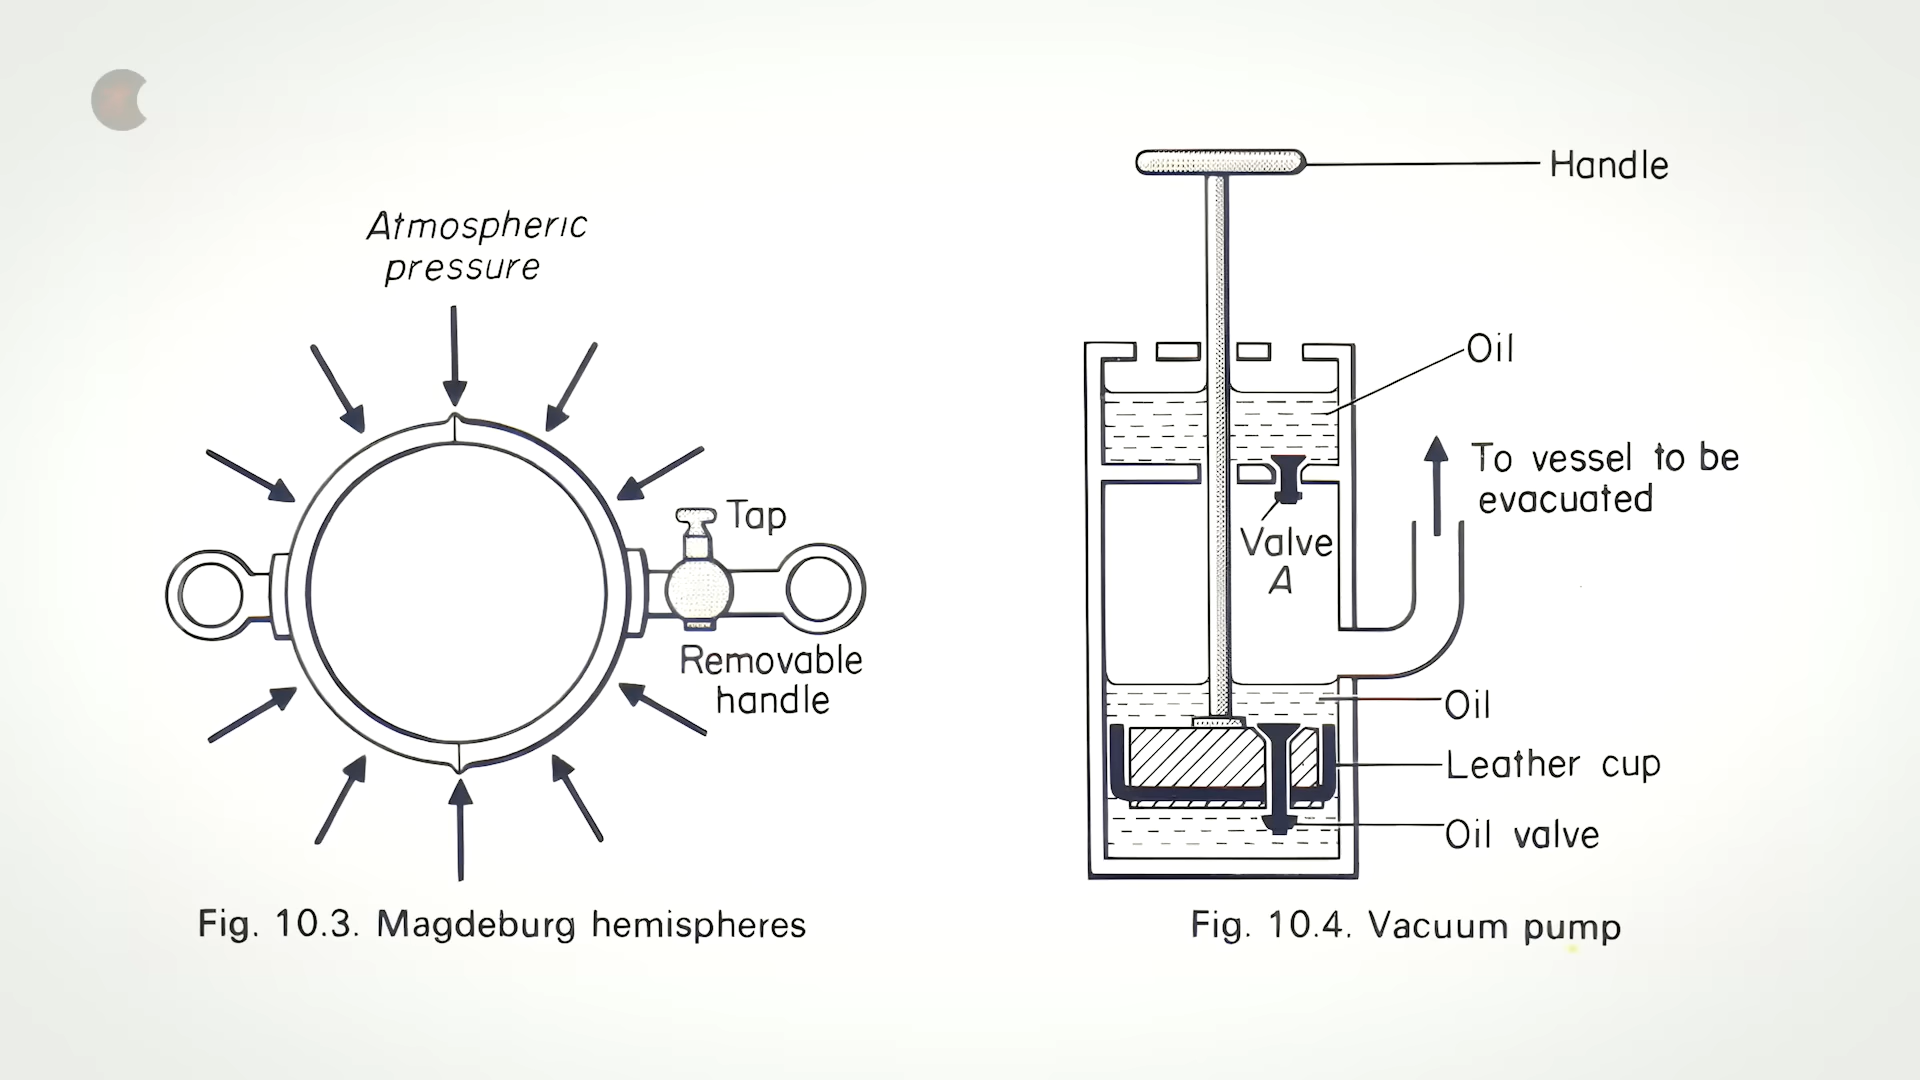 Atmospheric
pressure
Tap
Removable
handle
Fig. 10.3. Magdeburg hemispheres
Handle
Oil
To vessel to be
evacuated
Valve
A
Oil
Leather cup
Oil valve
Fig. 10.4. Vacuum pump